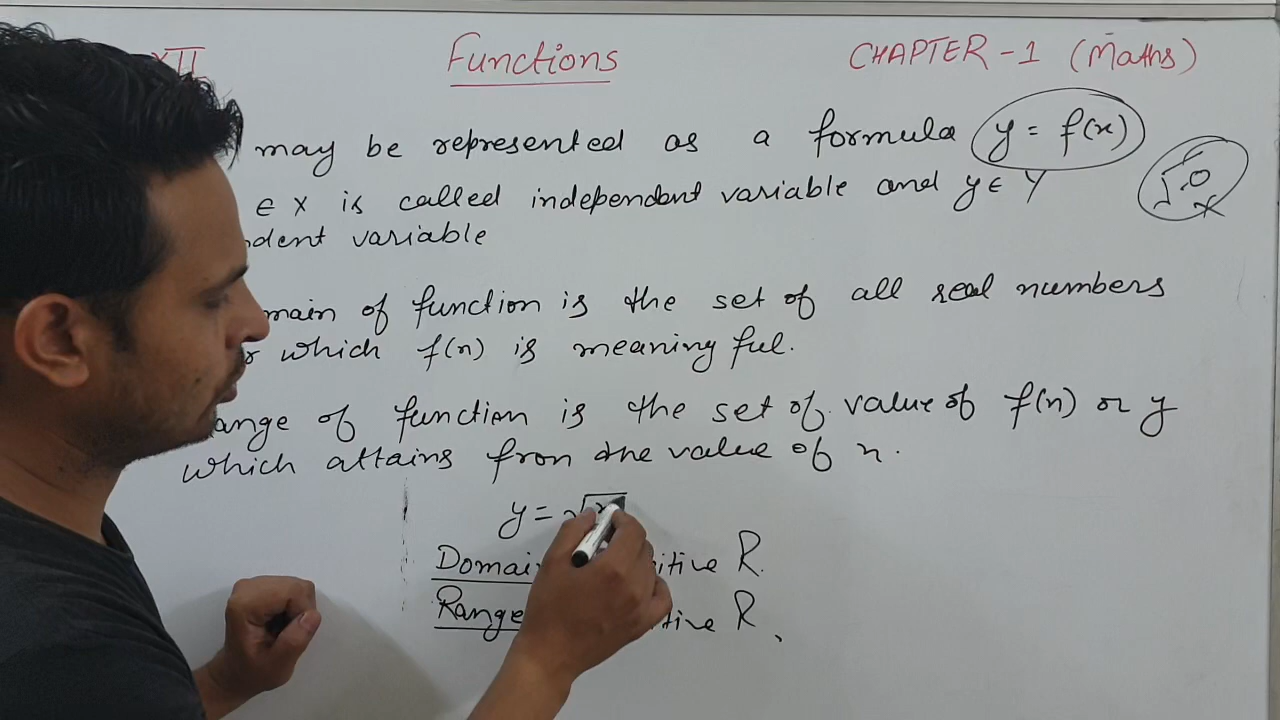 XII Functions CHAPTER-1 (Maths)
may be represented as a formula y = f(x)
∈ X is called independent variable and y ∈ Y
ndent variable
main of function is the set of all real numbers
r which f(x) is meaningful.
ange of function is the set of value of f(x) or y
which attains from the value of x.
y = √x
Domai itive R.
Range tive R,